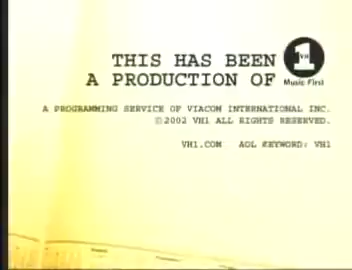 THIS HAS BEEN
A PRODUCTION OF
VH1
Music First
A PROGRAMMING SERVICE OF VIACOM INTERNATIONAL INC.
©2002 VH1 ALL RIGHTS RESERVED.
VH1.COM AOL KEYWORD: VH1